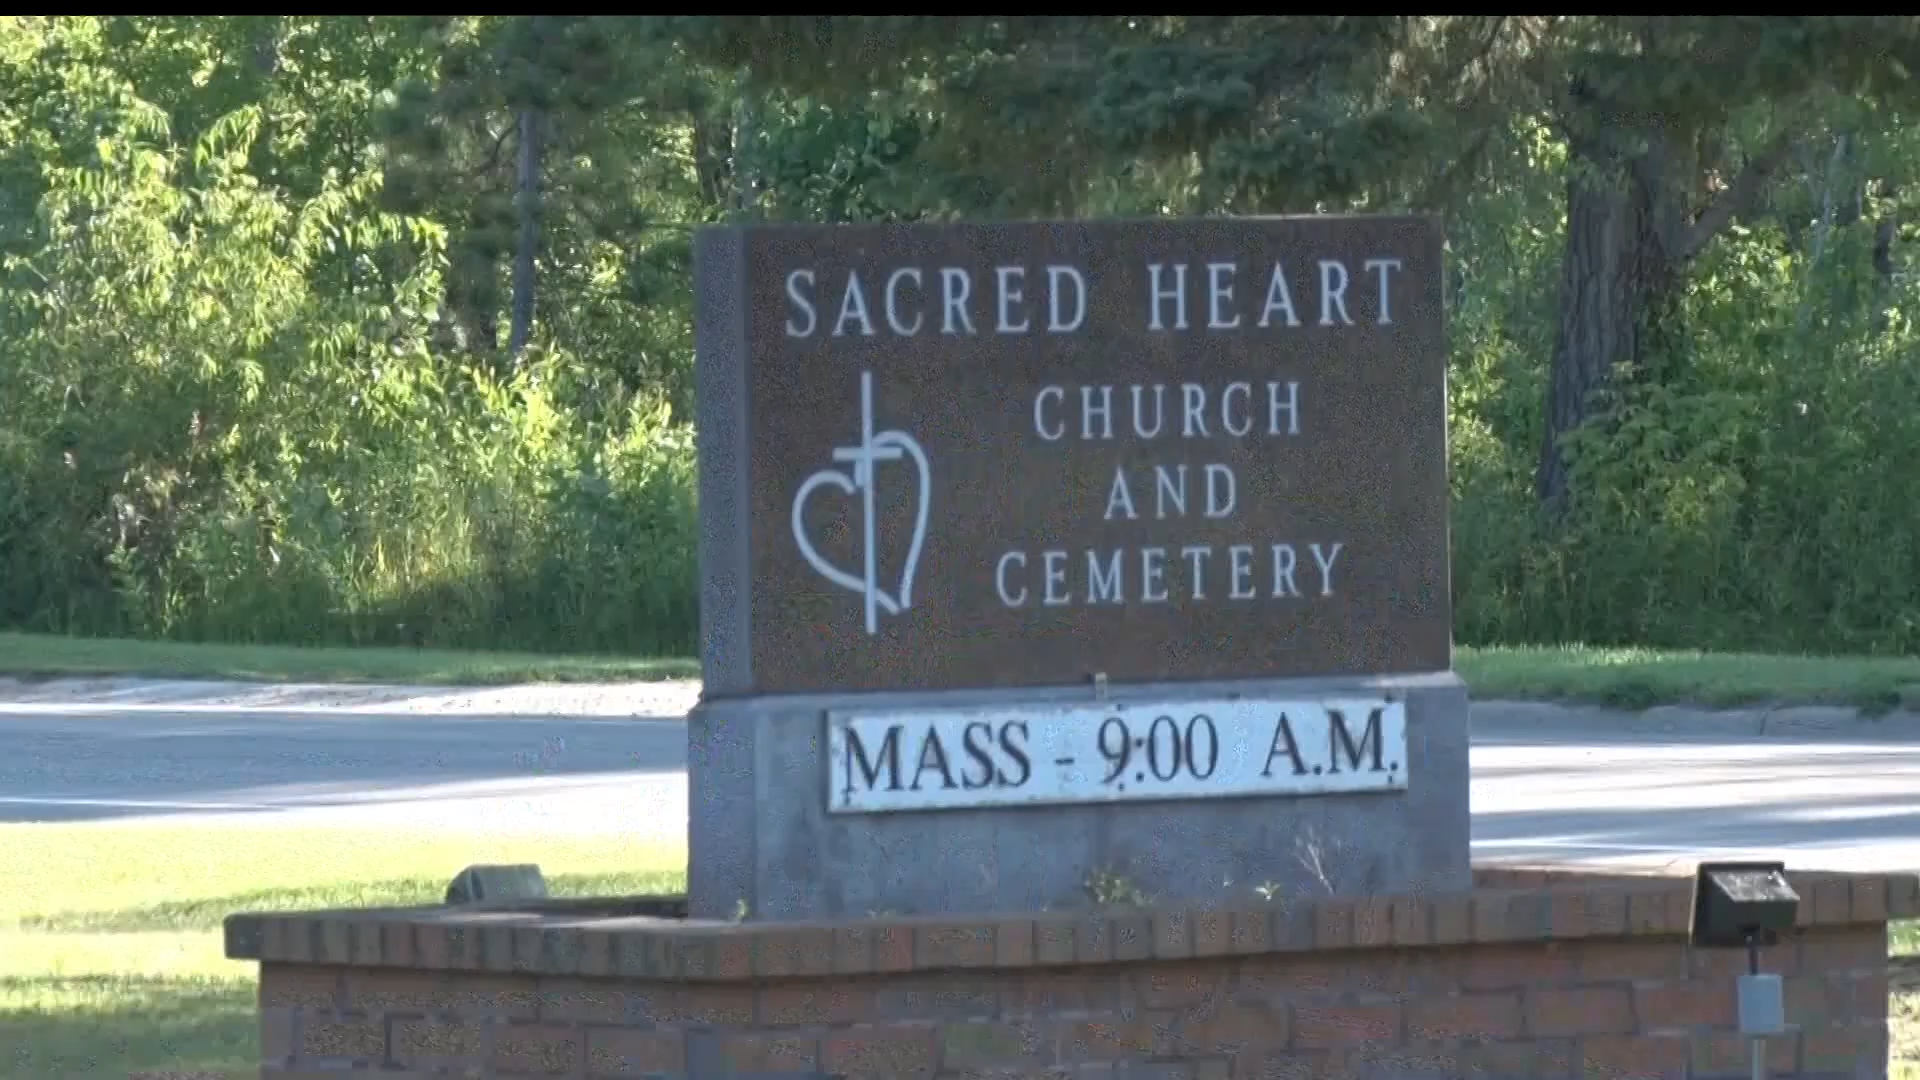 SACRED HEART
CHURCH
AND
CEMETERY
MASS - 9:00 A.M.